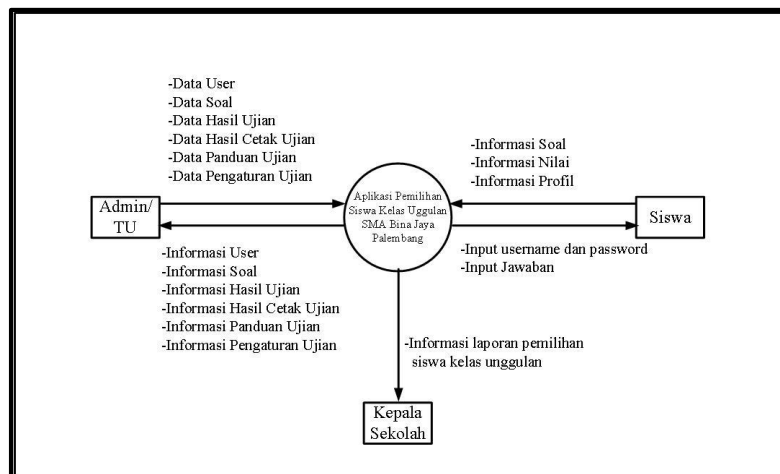 -Data User
-Data Soal
-Data Hasil Ujian
-Data Hasil Cetak Ujian
-Data Panduan Ujian
-Data Pengaturan Ujian
-Informasi Soal
-Informasi Nilai
-Informasi Profil
Admin/
TU
Aplikasi Pemilihan
Siswa Kelas Uggulan
SMA Bina Jaya
Palembang
Siswa
-Informasi User
-Informasi Soal
-Informasi Hasil Ujian
-Informasi Hasil Cetak Ujian
-Informasi Panduan Ujian
-Informasi Pengaturan Ujian
-Input username dan password
-Input Jawaban
-Informasi laporan pemilihan
siswa kelas unggulan
Kepala
Sekolah